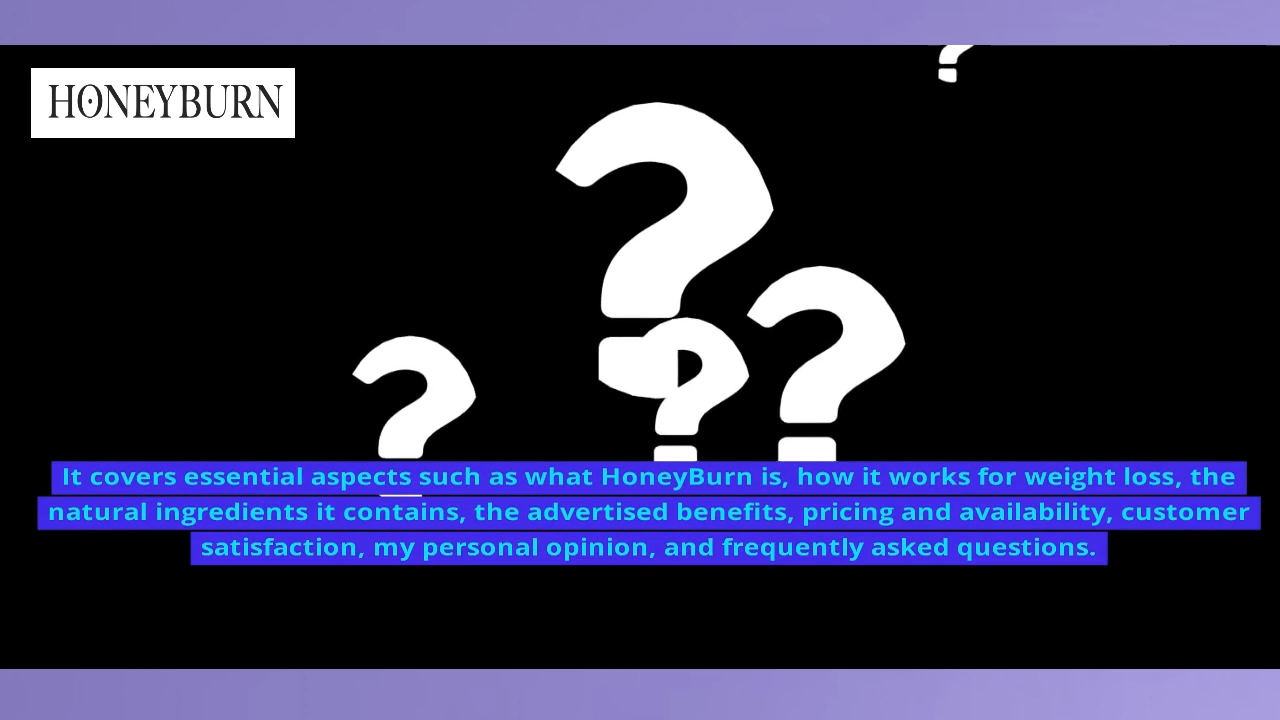 HONEYBURN
It covers essential aspects such as what HoneyBurn is, how it works for weight loss, the
natural ingredients it contains, the advertised benefits, pricing and availability, customer
satisfaction, my personal opinion, and frequently asked questions.